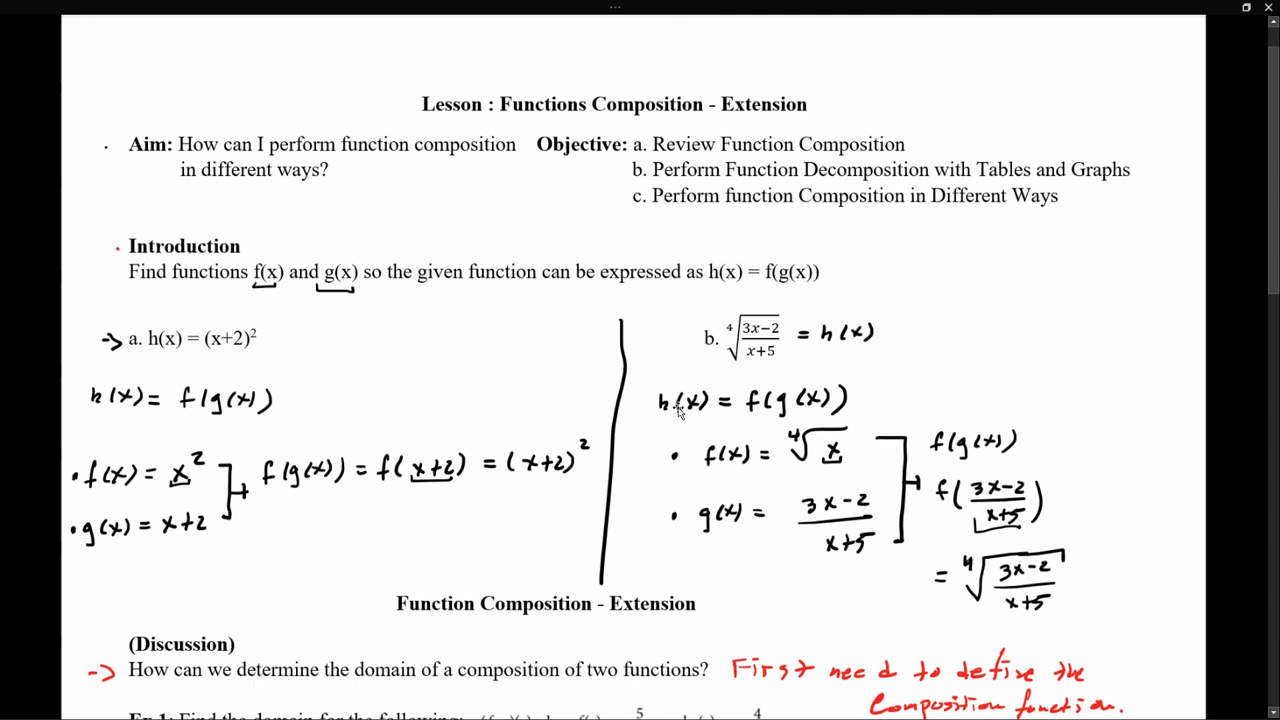 Lesson : Functions Composition - Extension
Aim: How can I perform function composition in different ways?
Objective: a. Review Function Composition
b. Perform Function Decomposition with Tables and Graphs
c. Perform function Composition in Different Ways
Introduction
Find functions f(x) and g(x) so the given function can be expressed as h(x) = f(g(x))
-> a. h(x) = (x+2)²
h(x) = f(g(x))
• f(x) = x²
• g(x) = x+2
f(g(x)) = f(x+2) = (x+2)²
b. ⁴√((3x−2)/(x+5)) = h(x)
h(x) = f(g(x))
• f(x) = ⁴√x
• g(x) = (3x-2)/(x+5)
f(g(x))
f((3x-2)/(x+5))
= ⁴√((3x-2)/(x+5))
Function Composition - Extension
(Discussion)
-> How can we determine the domain of a composition of two functions? First need to define the
Composition function.